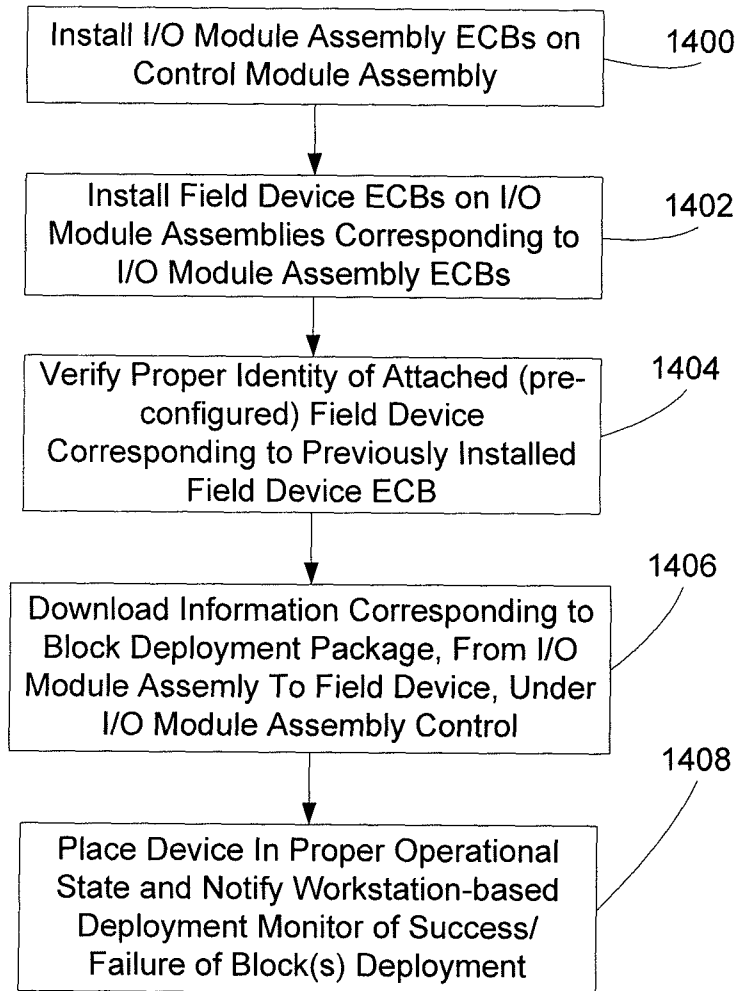 Install I/O Module Assembly ECBs on
Control Module Assembly
1400
Install Field Device ECBs on I/O
Module Assemblies Corresponding to
I/O Module Assembly ECBs
1402
Verify Proper Identity of Attached (pre-
configured) Field Device
Corresponding to Previously Installed
Field Device ECB
1404
Download Information Corresponding to
Block Deployment Package, From I/O
Module Assemly To Field Device, Under
I/O Module Assembly Control
1406
Place Device In Proper Operational
State and Notify Workstation-based
Deployment Monitor of Success/
Failure of Block(s) Deployment
1408